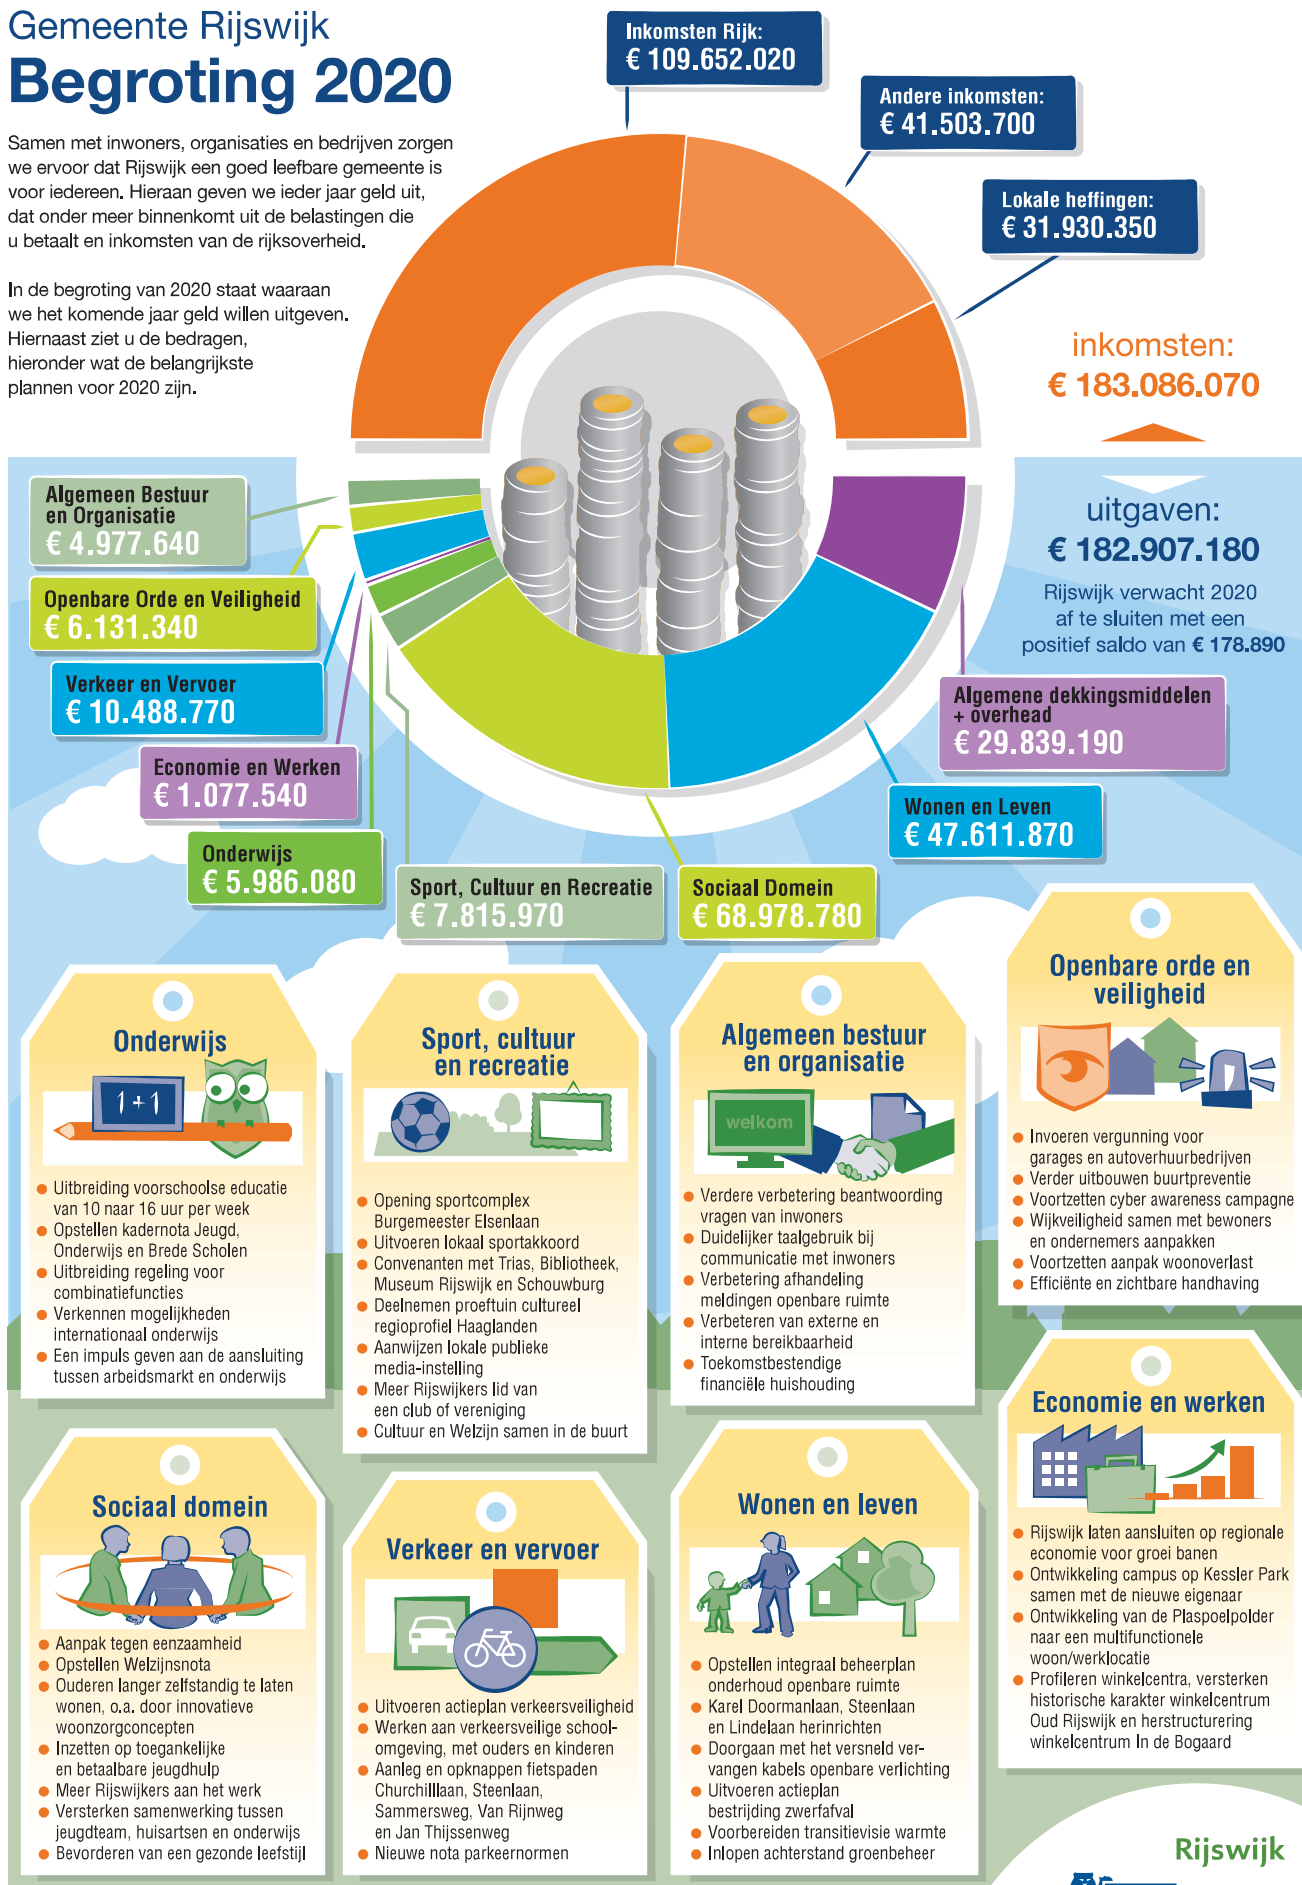 Gemeente Rijswijk
Begroting 2020
Samen met inwoners, organisaties en bedrijven zorgen
we ervoor dat Rijswijk een goed leefbare gemeente is
voor iedereen. Hieraan geven we ieder jaar geld uit,
dat onder meer binnenkomt uit de belastingen die
u betaalt en inkomsten van de rijksoverheid.
In de begroting van 2020 staat waaraan
we het komende jaar geld willen uitgeven.
Hiernaast ziet u de bedragen,
hieronder wat de belangrijkste
plannen voor 2020 zijn.
Inkomsten Rijk:
€ 109.652.020
Andere inkomsten:
€ 41.503.700
Lokale heffingen:
€ 31.930.350
inkomsten:
€ 183.086.070
uitgaven:
€ 182.907.180
Rijswijk verwacht 2020
af te sluiten met een
positief saldo van € 178.890
Algemeen Bestuur
en Organisatie
€ 4.977.640
Openbare Orde en Veiligheid
€ 6.131.340
Verkeer en Vervoer
€ 10.488.770
Economie en Werken
€ 1.077.540
Onderwijs
€ 5.986.080
Sport, Cultuur en Recreatie
€ 7.815.970
Sociaal Domein
€ 68.978.780
Wonen en Leven
€ 47.611.870
Algemene dekkingsmiddelen
+ overhead
€ 29.839.190
Onderwijs
1+1
Uitbreiding voorschoolse educatie
van 10 naar 16 uur per week
Opstellen kadernota Jeugd,
Onderwijs en Brede Scholen
Uitbreiding regeling voor
combinatiefuncties
Verkennen mogelijkheden
internationaal onderwijs
Een impuls geven aan de aansluiting
tussen arbeidsmarkt en onderwijs
Sport, cultuur
en recreatie
Opening sportcomplex
Burgemeester Elsenlaan
Uitvoeren lokaal sportakkoord
Convenanten met Trias, Bibliotheek,
Museum Rijswijk en Schouwburg
Deelnemen proeftuin cultureel
regioprofiel Haaglanden
Aanwijzen lokale publieke
media-instelling
Meer Rijswijkers lid van
een club of vereniging
Cultuur en Welzijn samen in de buurt
Algemeen bestuur
en organisatie
welkom
Verdere verbetering beantwoording
vragen van inwoners
Duidelijker taalgebruik bij
communicatie met inwoners
Verbetering afhandeling
meldingen openbare ruimte
Verbeteren van externe en
interne bereikbaarheid
Toekomstbestendige
financiële huishouding
Openbare orde en
veiligheid
Invoeren vergunning voor
garages en autoverhuurbedrijven
Verder uitbouwen buurtpreventie
Voortzetten cyber awareness campagne
Wijkveiligheid samen met bewoners
en ondernemers aanpakken
Voortzetten aanpak woonoverlast
Efficiënte en zichtbare handhaving
Sociaal domein
Aanpak tegen eenzaamheid
Opstellen Welzijnsnota
Ouderen langer zelfstandig te laten
wonen, o.a. door innovatieve
woonzorgconcepten
Inzetten op toegankelijke
en betaalbare jeugdhulp
Meer Rijswijkers aan het werk
Versterken samenwerking tussen
jeugdteam, huisartsen en onderwijs
Bevorderen van een gezonde leefstijl
Verkeer en vervoer
Uitvoeren actieplan verkeersveiligheid
Werken aan verkeersveilige school-
omgeving, met ouders en kinderen
Aanleg en opknappen fietspaden
Churchilllaan, Steenlaan,
Sammersweg, Van Rijnweg
en Jan Thijssenweg
Nieuwe nota parkeernormen
Wonen en leven
Opstellen integraal beheerplan
onderhoud openbare ruimte
Karel Doormanlaan, Steenlaan
en Lindelaan herinrichten
Doorgaan met het versneld ver-
vangen kabels openbare verlichting
Uitvoeren actieplan
bestrijding zwerfafval
Voorbereiden transitievisie warmte
Inlopen achterstand groenbeheer
Economie en werken
Rijswijk laten aansluiten op regionale
economie voor groei banen
Ontwikkeling campus op Kessler Park
samen met de nieuwe eigenaar
Ontwikkeling van de Plaspoelpolder
naar een multifunctionele
woon/werklocatie
Profileren winkelcentra, versterken
historische karakter winkelcentrum
Oud Rijswijk en herstructurering
winkelcentrum In de Bogaard
Rijswijk